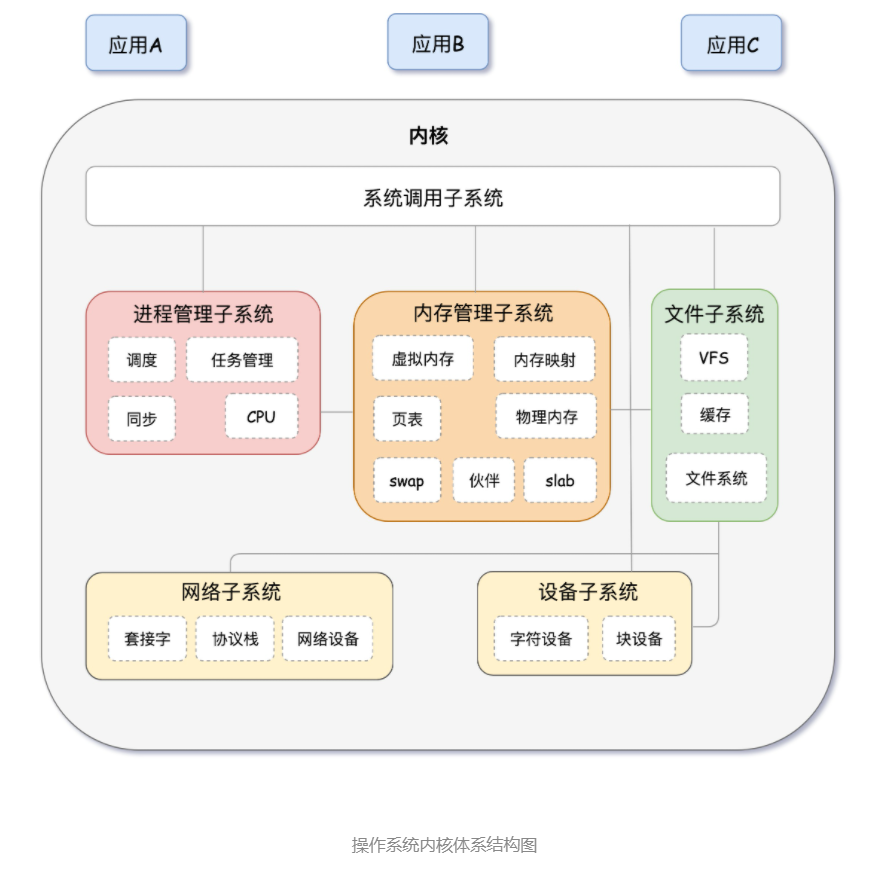 应用A
应用B
应用C
内核
系统调用子系统
进程管理子系统
调度
任务管理
同步
CPU
内存管理子系统
虚拟内存
内存映射
页表
物理内存
swap
伙伴
slab
文件子系统
VFS
缓存
文件系统
网络子系统
套接字
协议栈
网络设备
设备子系统
字符设备
块设备
操作系统内核体系结构图